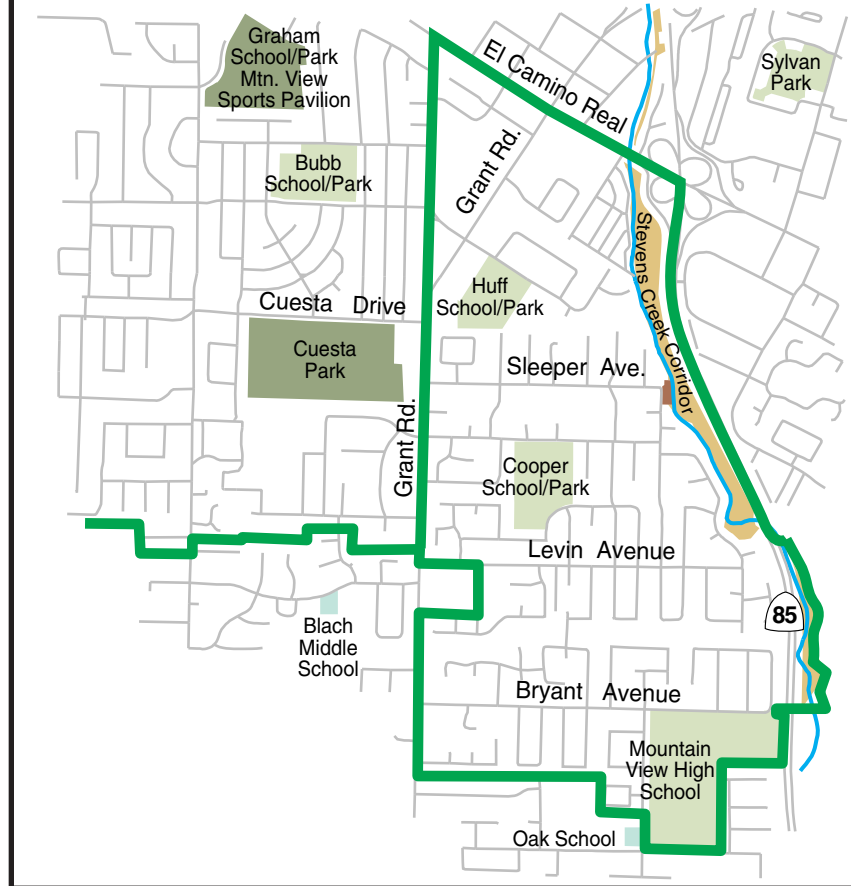 Graham
School/Park
Mtn. View
Sports Pavilion
El Camino Real
Sylvan
Park
Grant Rd.
Bubb
School/Park
Stevens Creek Corridor
Huff
School/Park
Cuesta Drive
Cuesta
Park
Sleeper Ave.
Grant Rd.
Cooper
School/Park
Levin Avenue
85
Blach
Middle
School
Bryant Avenue
Mountain
View High
School
Oak School